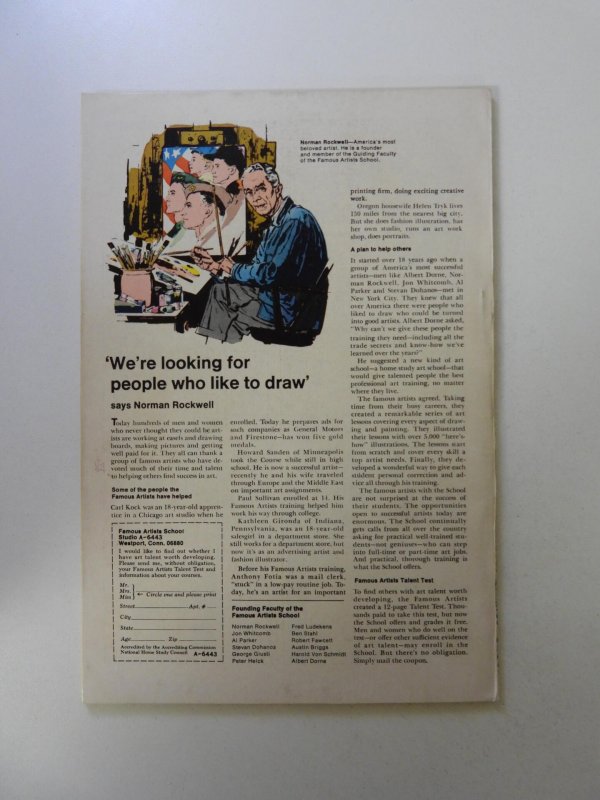 Norman Rockwell—America's most
beloved artist. He is a founder
and member of the Guiding Faculty
of the Famous Artists School.
'We're looking for
people who like to draw'
says Norman Rockwell
Today hundreds of men and women
who never thought they could be art-
ists are working at easels and drawing
boards, making pictures and getting
well paid for it. They all can thank a
group of famous artists who have de-
voted much of their time and talent
to helping others find success in art.
Some of the people the
Famous Artists have helped
Carl Kock was an 18-year-old appren-
tice in a Chicago art studio when he
enrolled. Today he prepares ads for
such companies as General Motors
and Firestone—has won five gold
medals.
Howard Sanden of Minneapolis
took the Course while still in high
school. He is now a successful artist—
recently he and his wife traveled
through Europe and the Middle East
on important art assignments.
Paul Sullivan enrolled at 14. His
Famous Artists training helped him
work his way through college.
Kathleen Gironda of Indiana,
Pennsylvania, was an 18-year-old
salesgirl in a department store. She
still works for a department store, but
now it's as an advertising artist and
fashion illustrator.
Before his Famous Artists training,
Anthony Fotia was a mail clerk,
"stuck" in a low-pay routine job. To-
day, he's an artist for an important
printing firm, doing exciting creative
work.
Oregon housewife Helen Tryk lives
150 miles from the nearest big city.
But she does fashion illustration, has
her own studio, runs an art work
shop, does portraits.
A plan to help others
It started over 18 years ago when a
group of America's most successful
artists—men like Albert Dorne, Nor-
man Rockwell, Jon Whitcomb, Al
Parker and Stevan Dohanos—met in
New York City. They knew that all
over America there were people who
liked to draw who could be turned
into good artists. Albert Dorne asked,
"Why can't we give these people the
training they need—including all the
trade secrets and know-how we've
learned over the years?"
He suggested a new kind of art
school—a home study art school—that
would give talented people the best
professional art training, no matter
where they live.
The famous artists agreed. Taking
time from their busy careers, they
created a remarkable series of art
lessons covering every aspect of draw-
ing and painting. They illustrated
their lessons with over 5,000 "here's-
how" illustrations. The lessons start
from scratch and cover every skill a
top artist needs. Finally, they de-
veloped a wonderful way to give each
student personal correction and ad-
vice all through his training.
The famous artists with the School
are not surprised at the success of
their students. The opportunities
open to successful artists today are
enormous. The School continually
gets calls from all over the country
asking for practical well-trained stu-
dents—not geniuses—who can step
into full-time or part-time art jobs.
And practical, thorough training is
what the School offers.
Famous Artists Talent Test
To find others with art talent worth
developing, the Famous Artists
created a 12-page Talent Test. Thou-
sands paid to take this test, but now
the School offers and grades it free.
Men and women who do well on the
test—or offer other sufficient evidence
of art talent—may enroll in the
School. But there's no obligation.
Simply mail the coupon.
Famous Artists School
Studio A-6443
Westport, Conn. 06880
I would like to find out whether I
have art talent worth developing.
Please send me, without obligation,
your Famous Artists Talent Test and
information about your courses.
Mr.
Mrs. ← Circle one and please print
Miss
Street Apt. #
City
State
Age Zip
Accredited by the Accrediting Commission
National Home Study Council. A-6443
Founding Faculty of the
Famous Artists School
Norman Rockwell Fred Ludekens
Jon Whitcomb Ben Stahl
Al Parker Robert Fawcett
Stevan Dohanos Austin Briggs
George Giusti Harold Von Schmidt
Peter Helck Albert Dorne